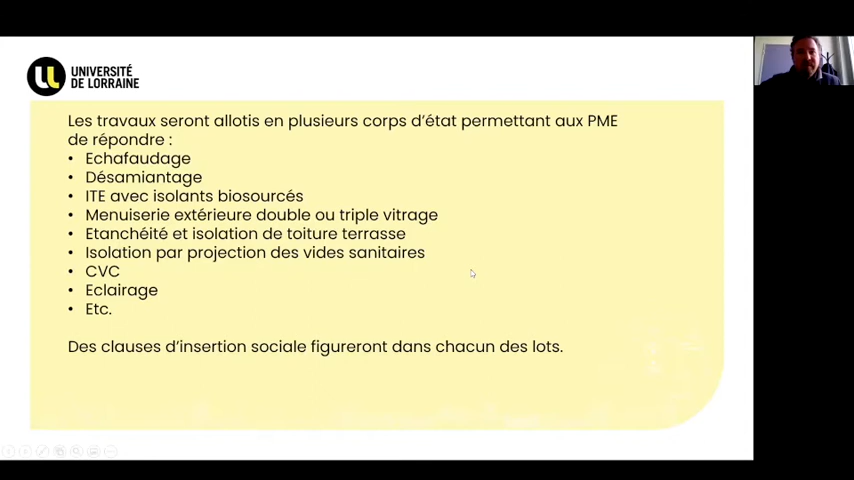 UNIVERSITÉ
DE LORRAINE
Les travaux seront allotis en plusieurs corps d'état permettant aux PME
de répondre :
• Echafaudage
• Désamiantage
• ITE avec isolants biosourcés
• Menuiserie extérieure double ou triple vitrage
• Etanchéité et isolation de toiture terrasse
• Isolation par projection des vides sanitaires
• CVC
• Eclairage
• Etc.
Des clauses d'insertion sociale figureront dans chacun des lots.